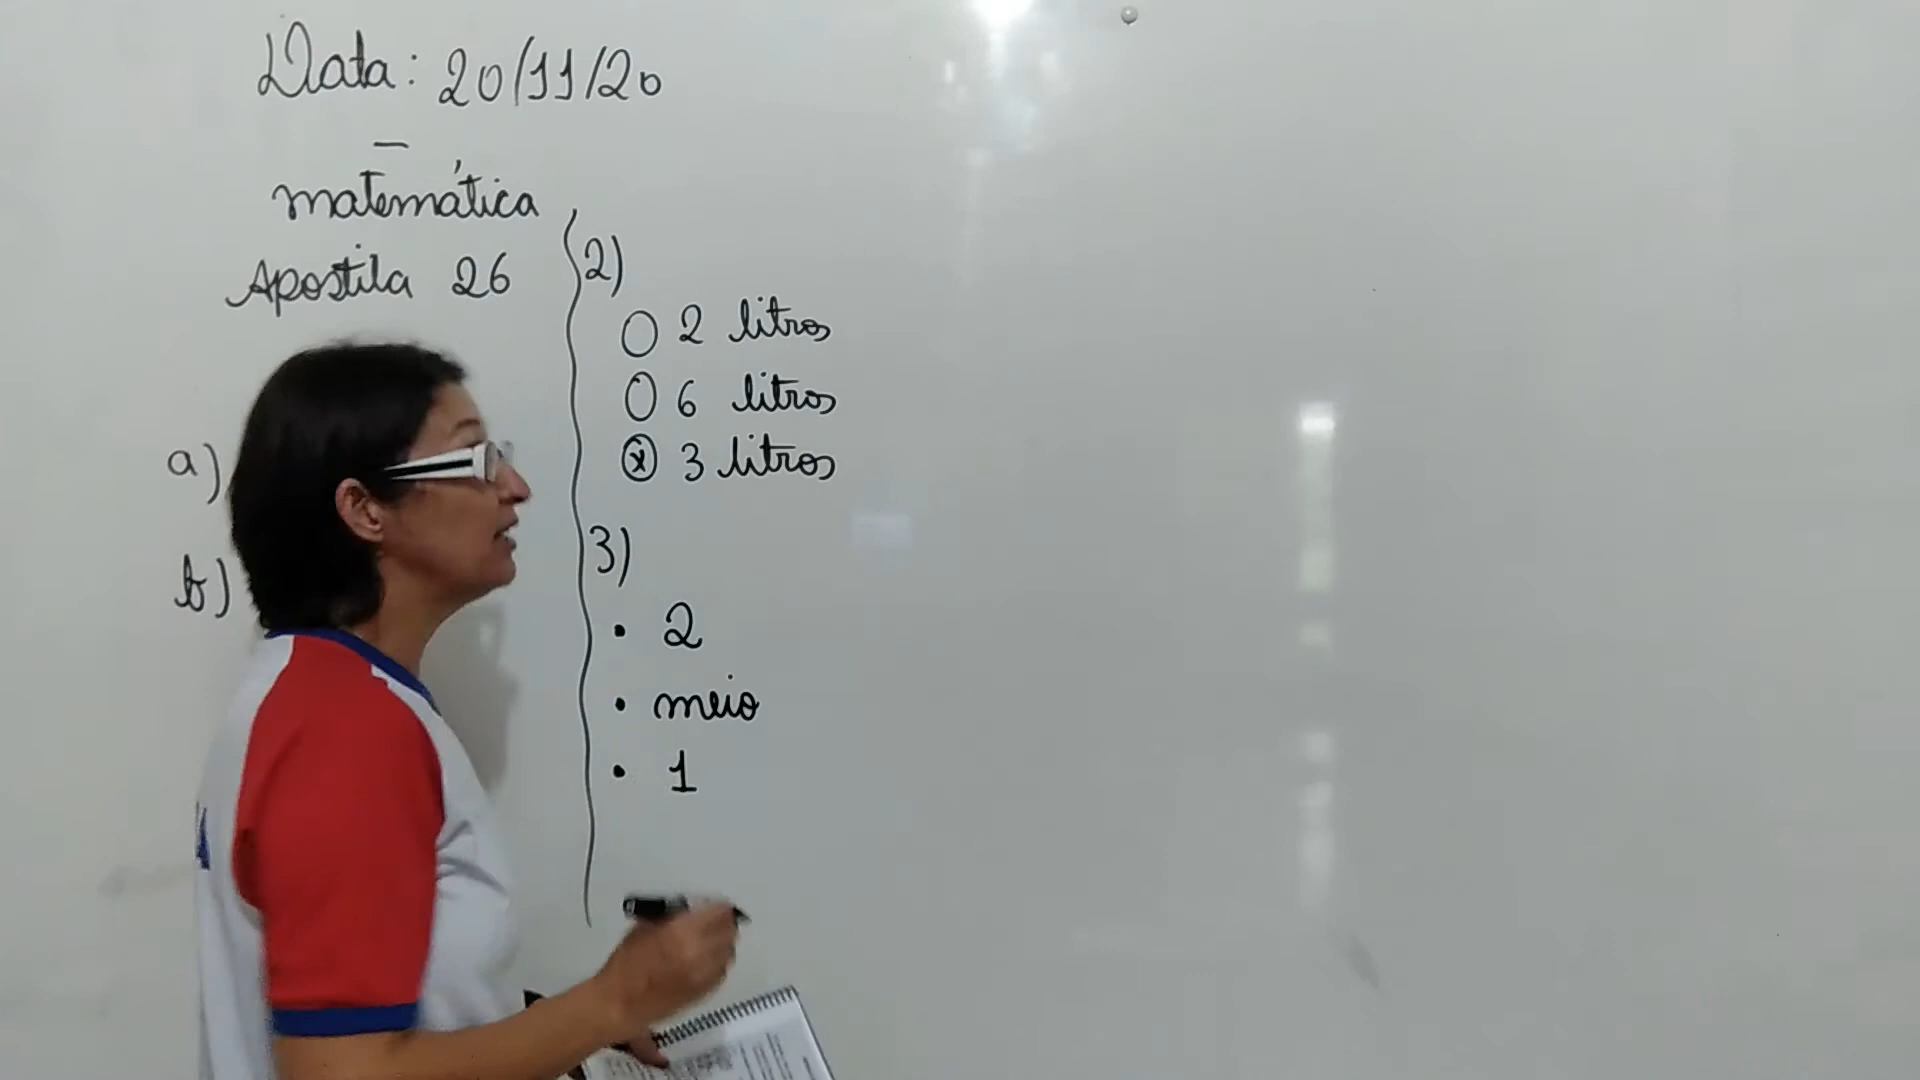 Data: 20/11/20
matemática
Apostila 26
a)
b)
2)
2 litros
6 litros
x 3 litros
3)
• 2
• meio
• 1